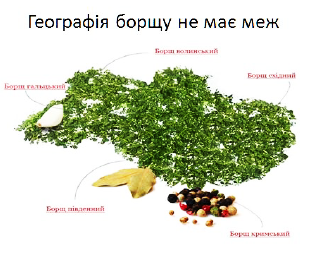 Географія борщу не має меж
Борщ волинський
Борщ східний
Борщ галицький
Борщ південний
Борщ кримський